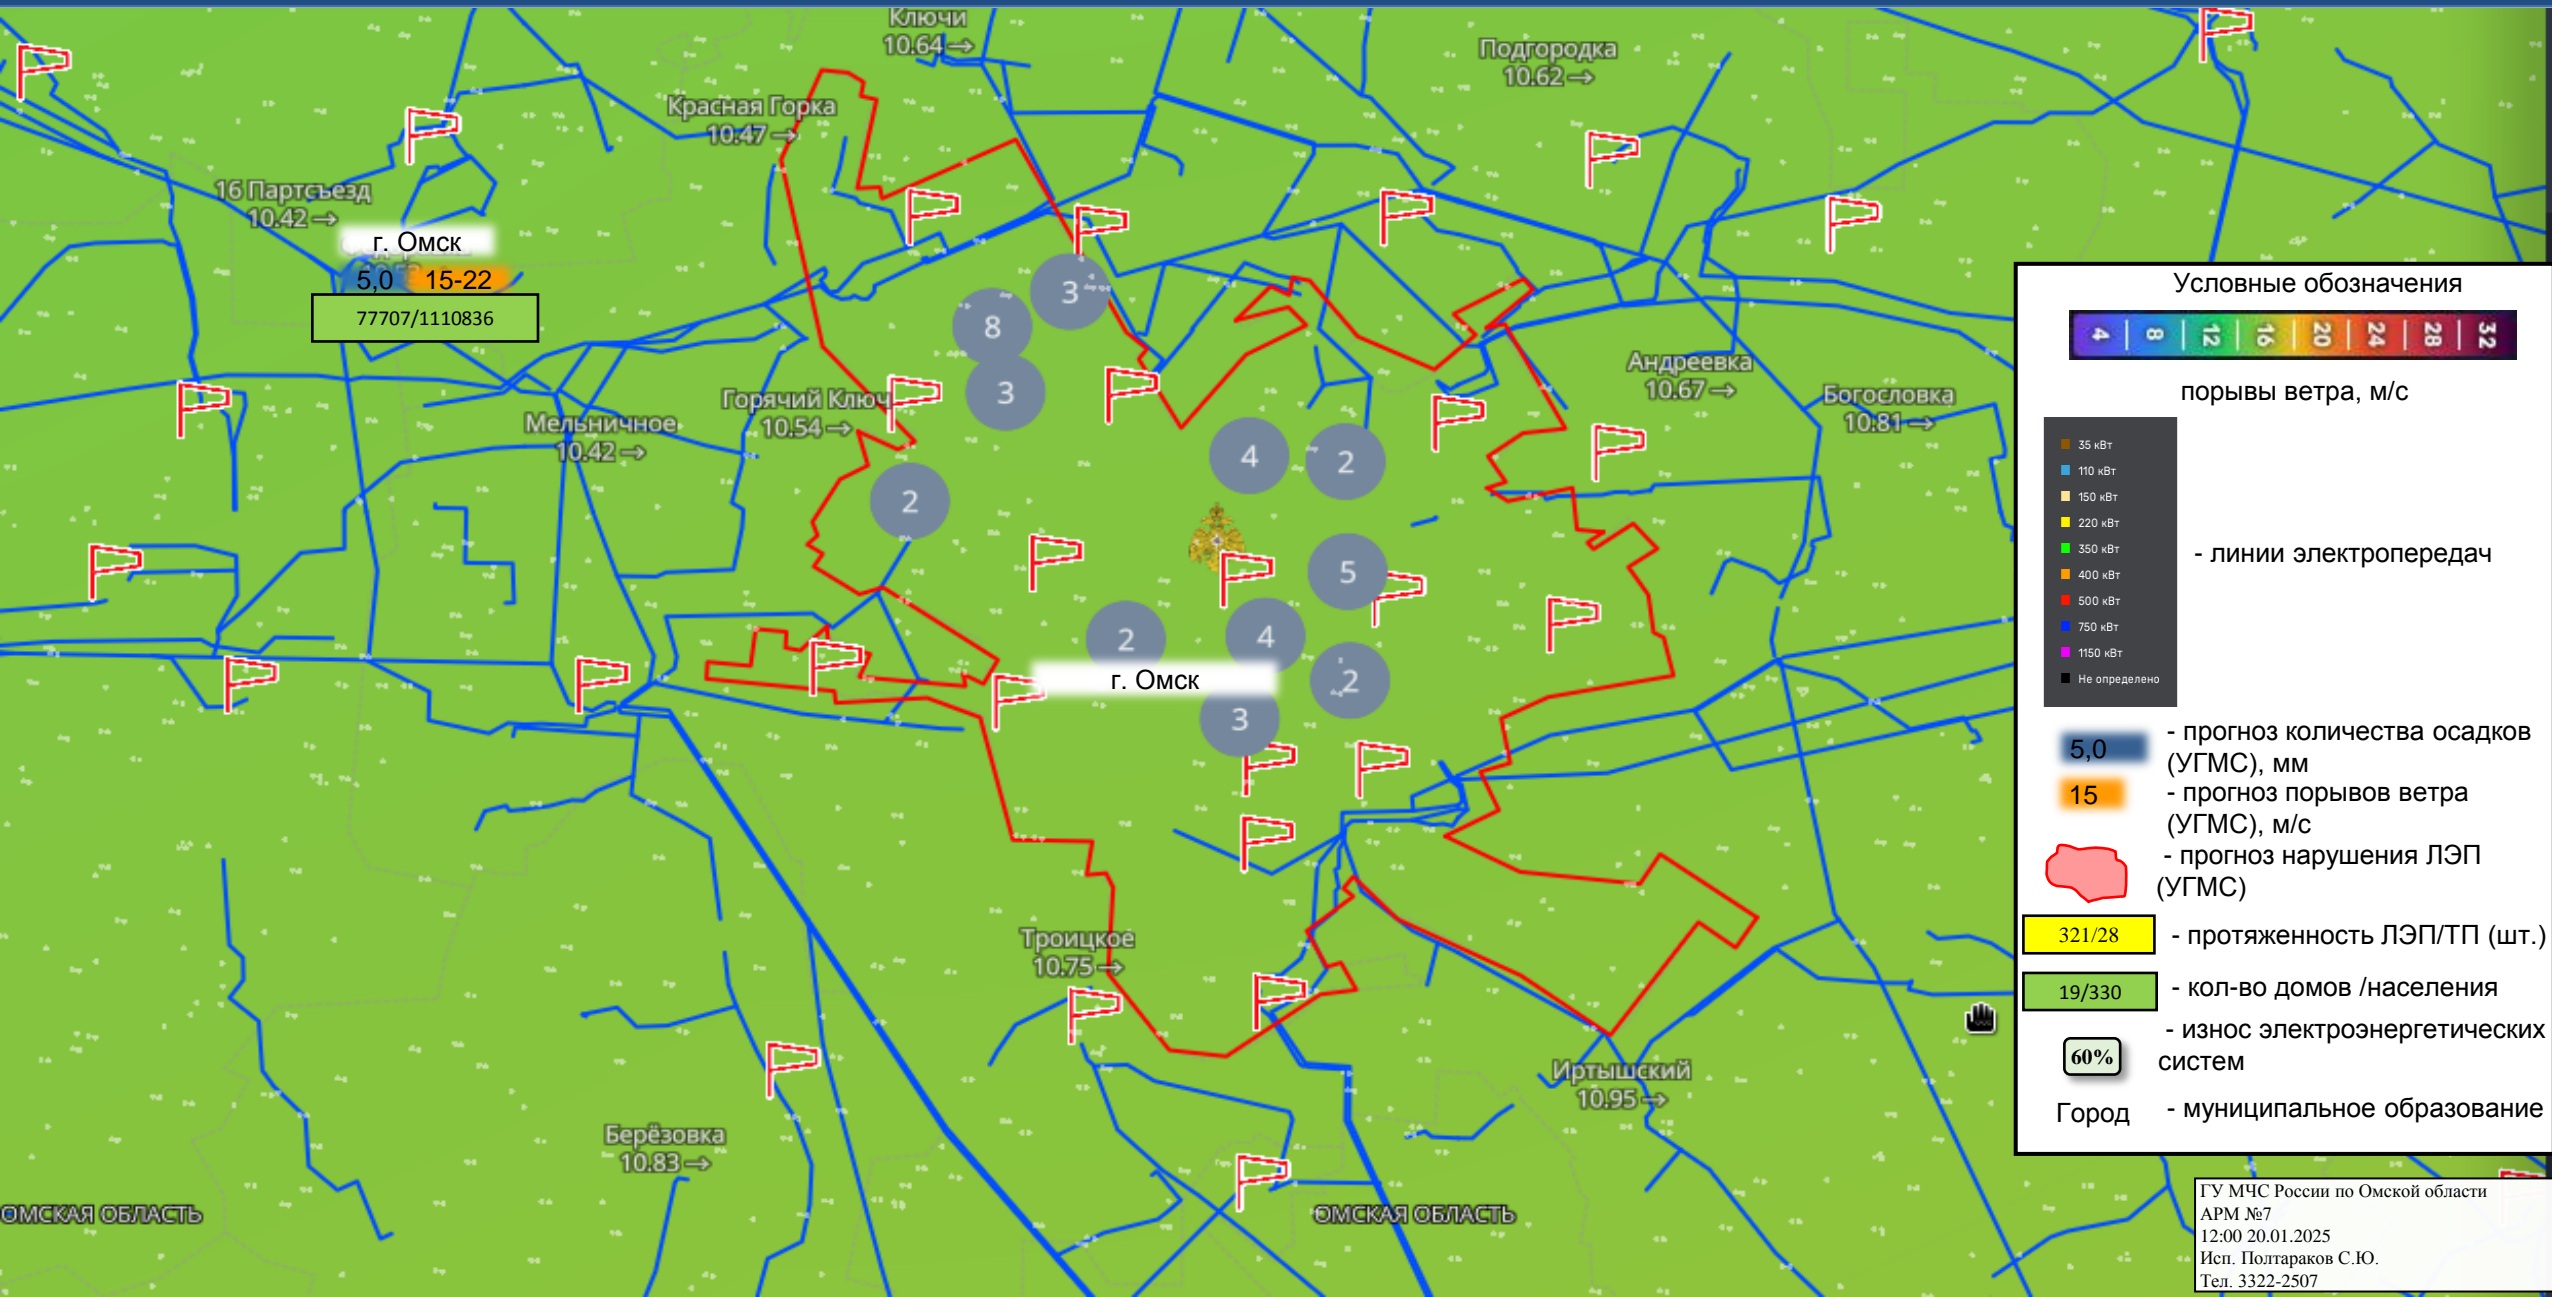 Ключи
10.64→
Подгородка
10.62→
Красная Горка
10.47→
16 Партсъезд
10.42→
г. Омск
5,0 15-22
77707/1110836
3
8
3
Андреевка
10.67→
Богословка
10.81→
Горячий Ключ
10.54→
Мельничное
10.42→
4
2
2
5
2
4
2
г. Омск
3
Троицкое
10.75→
Иртышский
10.95→
Берёзовка
10.83→
ОМСКАЯ ОБЛАСТЬ
ОМСКАЯ ОБЛАСТЬ
Условные обозначения
4 8 12 16 20 24 28 32
порывы ветра, м/с
35 кВт
110 кВт
150 кВт
220 кВт
350 кВт
400 кВт
500 кВт
750 кВт
1150 кВт
Не определено
- линии электропередач
5,0
- прогноз количества осадков
(УГМС), мм
15
- прогноз порывов ветра
(УГМС), м/с
- прогноз нарушения ЛЭП
(УГМС)
321/28
- протяженность ЛЭП/ТП (шт.)
19/330
- кол-во домов /населения
60%
- износ электроэнергетических
систем
Город - муниципальное образование
ГУ МЧС России по Омской области
АРМ №7
12:00 20.01.2025
Исп. Полтараков С.Ю.
Тел. 3322-2507